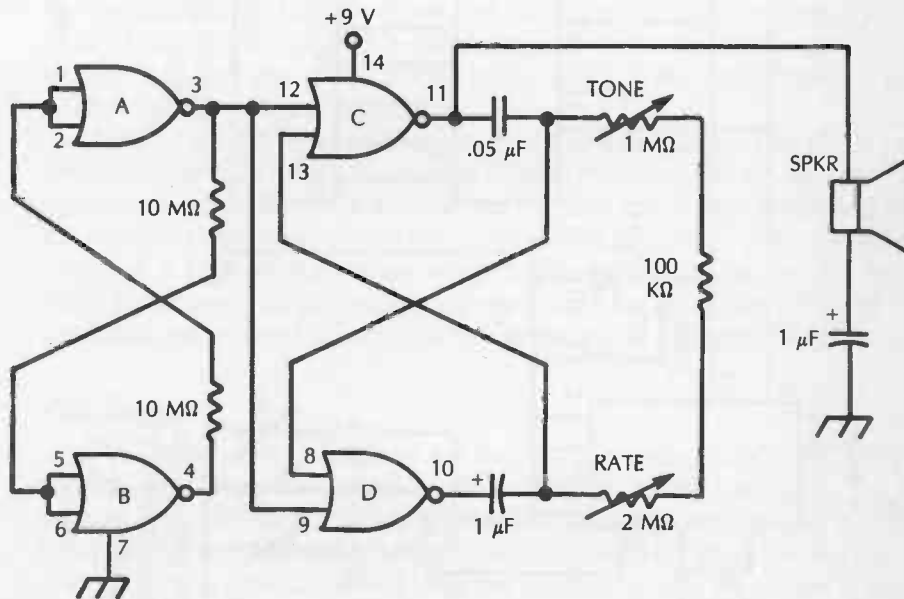 +9 V
14
1
A
3
2
12
C
11
13
.05 µF
TONE
1 MΩ
SPKR
10 MΩ
100
KΩ
+
1 µF
10 MΩ
5
B
4
6
7
8
D
10
9
+
1 µF
RATE
2 MΩ